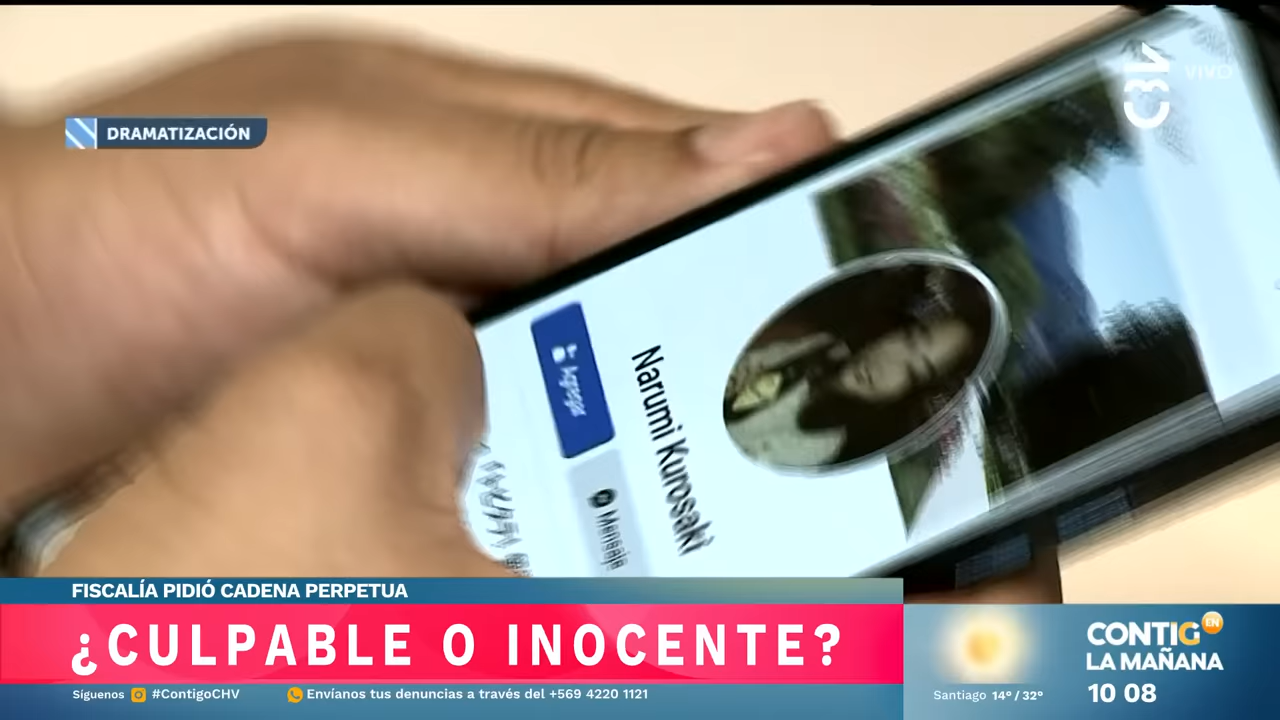 CHV
VIVO
DRAMATIZACIÓN
Narumi Kurosaki
Mensaje
FISCALÍA PIDIÓ CADENA PERPETUA
¿CULPABLE O INOCENTE?
Síguenos #ContigoCHV
Envíanos tus denuncias a través del +569 4220 1121
Santiago 14° / 32°
CONTIGO
EN
LA MAÑANA
10 08